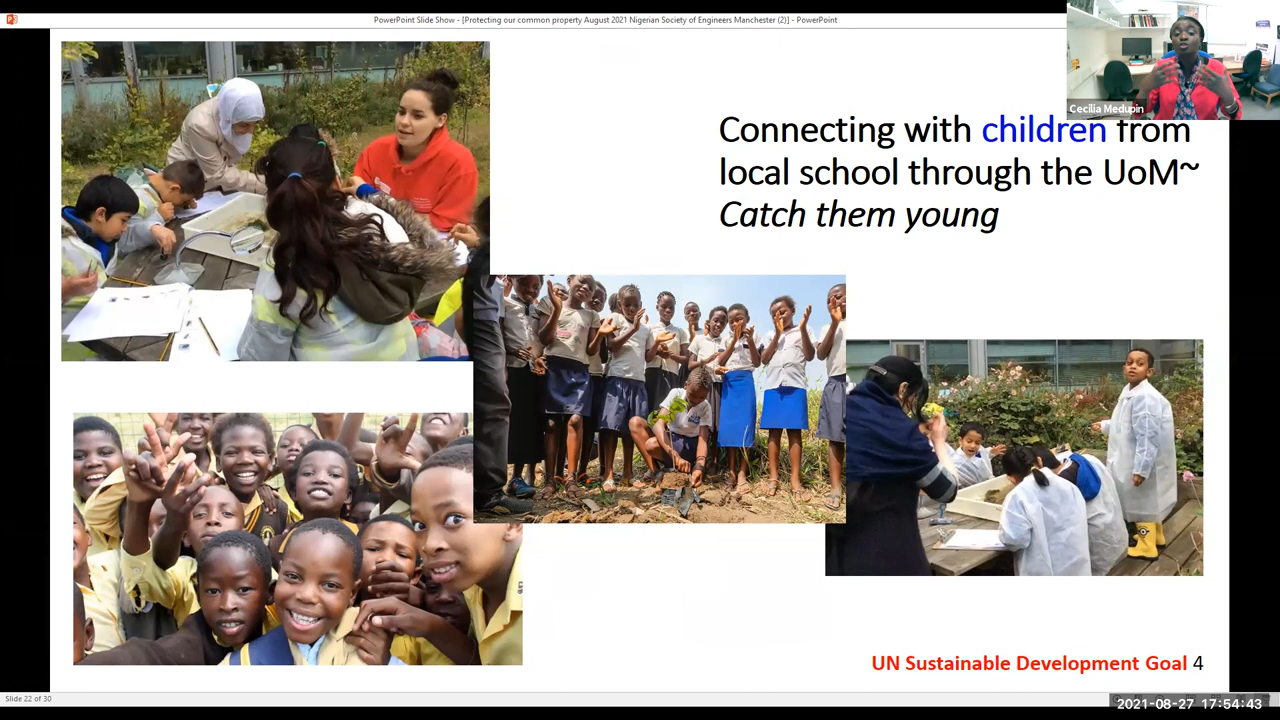 PowerPoint Slide Show - [Protecting our common property August 2021 Nigerian Society of Engineers Manchester (2)] - PowerPoint
Cecilia Medupin
Connecting with children from
local school through the UoM~
Catch them young
UN Sustainable Development Goal 4
Slide 22 of 30
2021-08-27 17:54:43